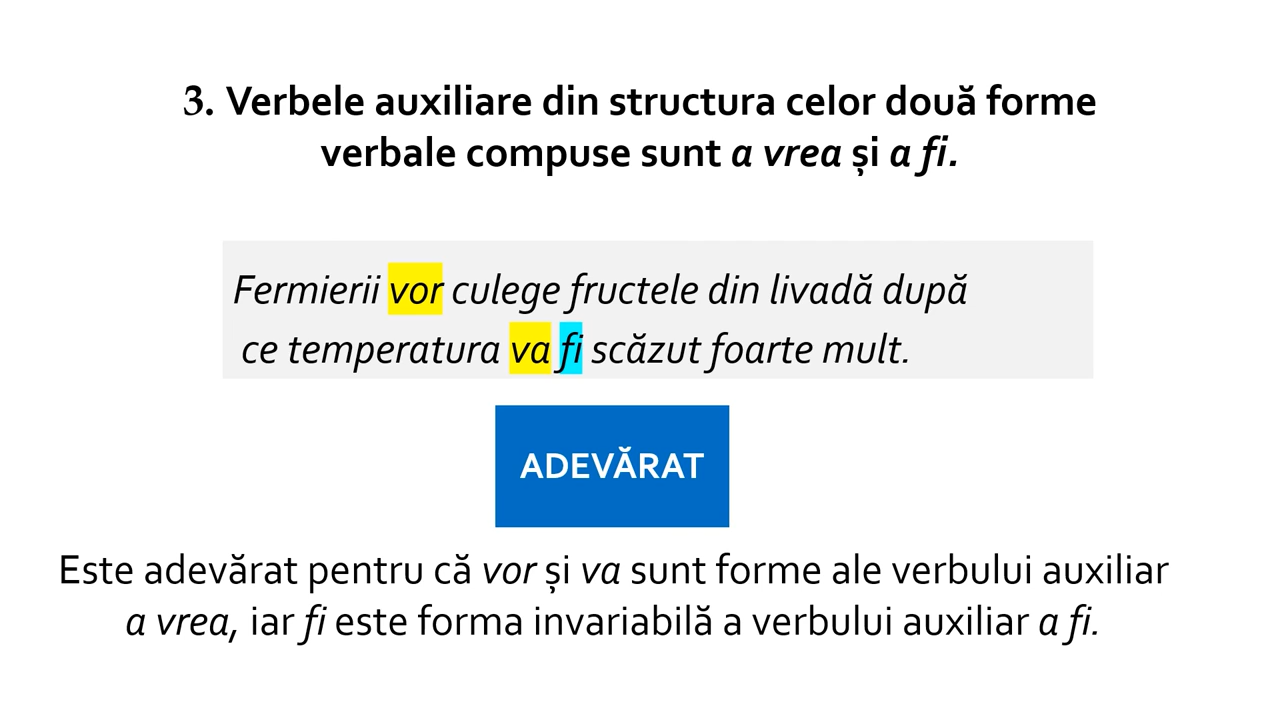 3. Verbele auxiliare din structura celor două forme
verbale compuse sunt a vrea și a fi.
Fermierii vor culege fructele din livadă după
ce temperatura va fi scăzut foarte mult.
ADEVĂRAT
Este adevărat pentru că vor și va sunt forme ale verbului auxiliar
a vrea, iar fi este forma invariabilă a verbului auxiliar a fi.